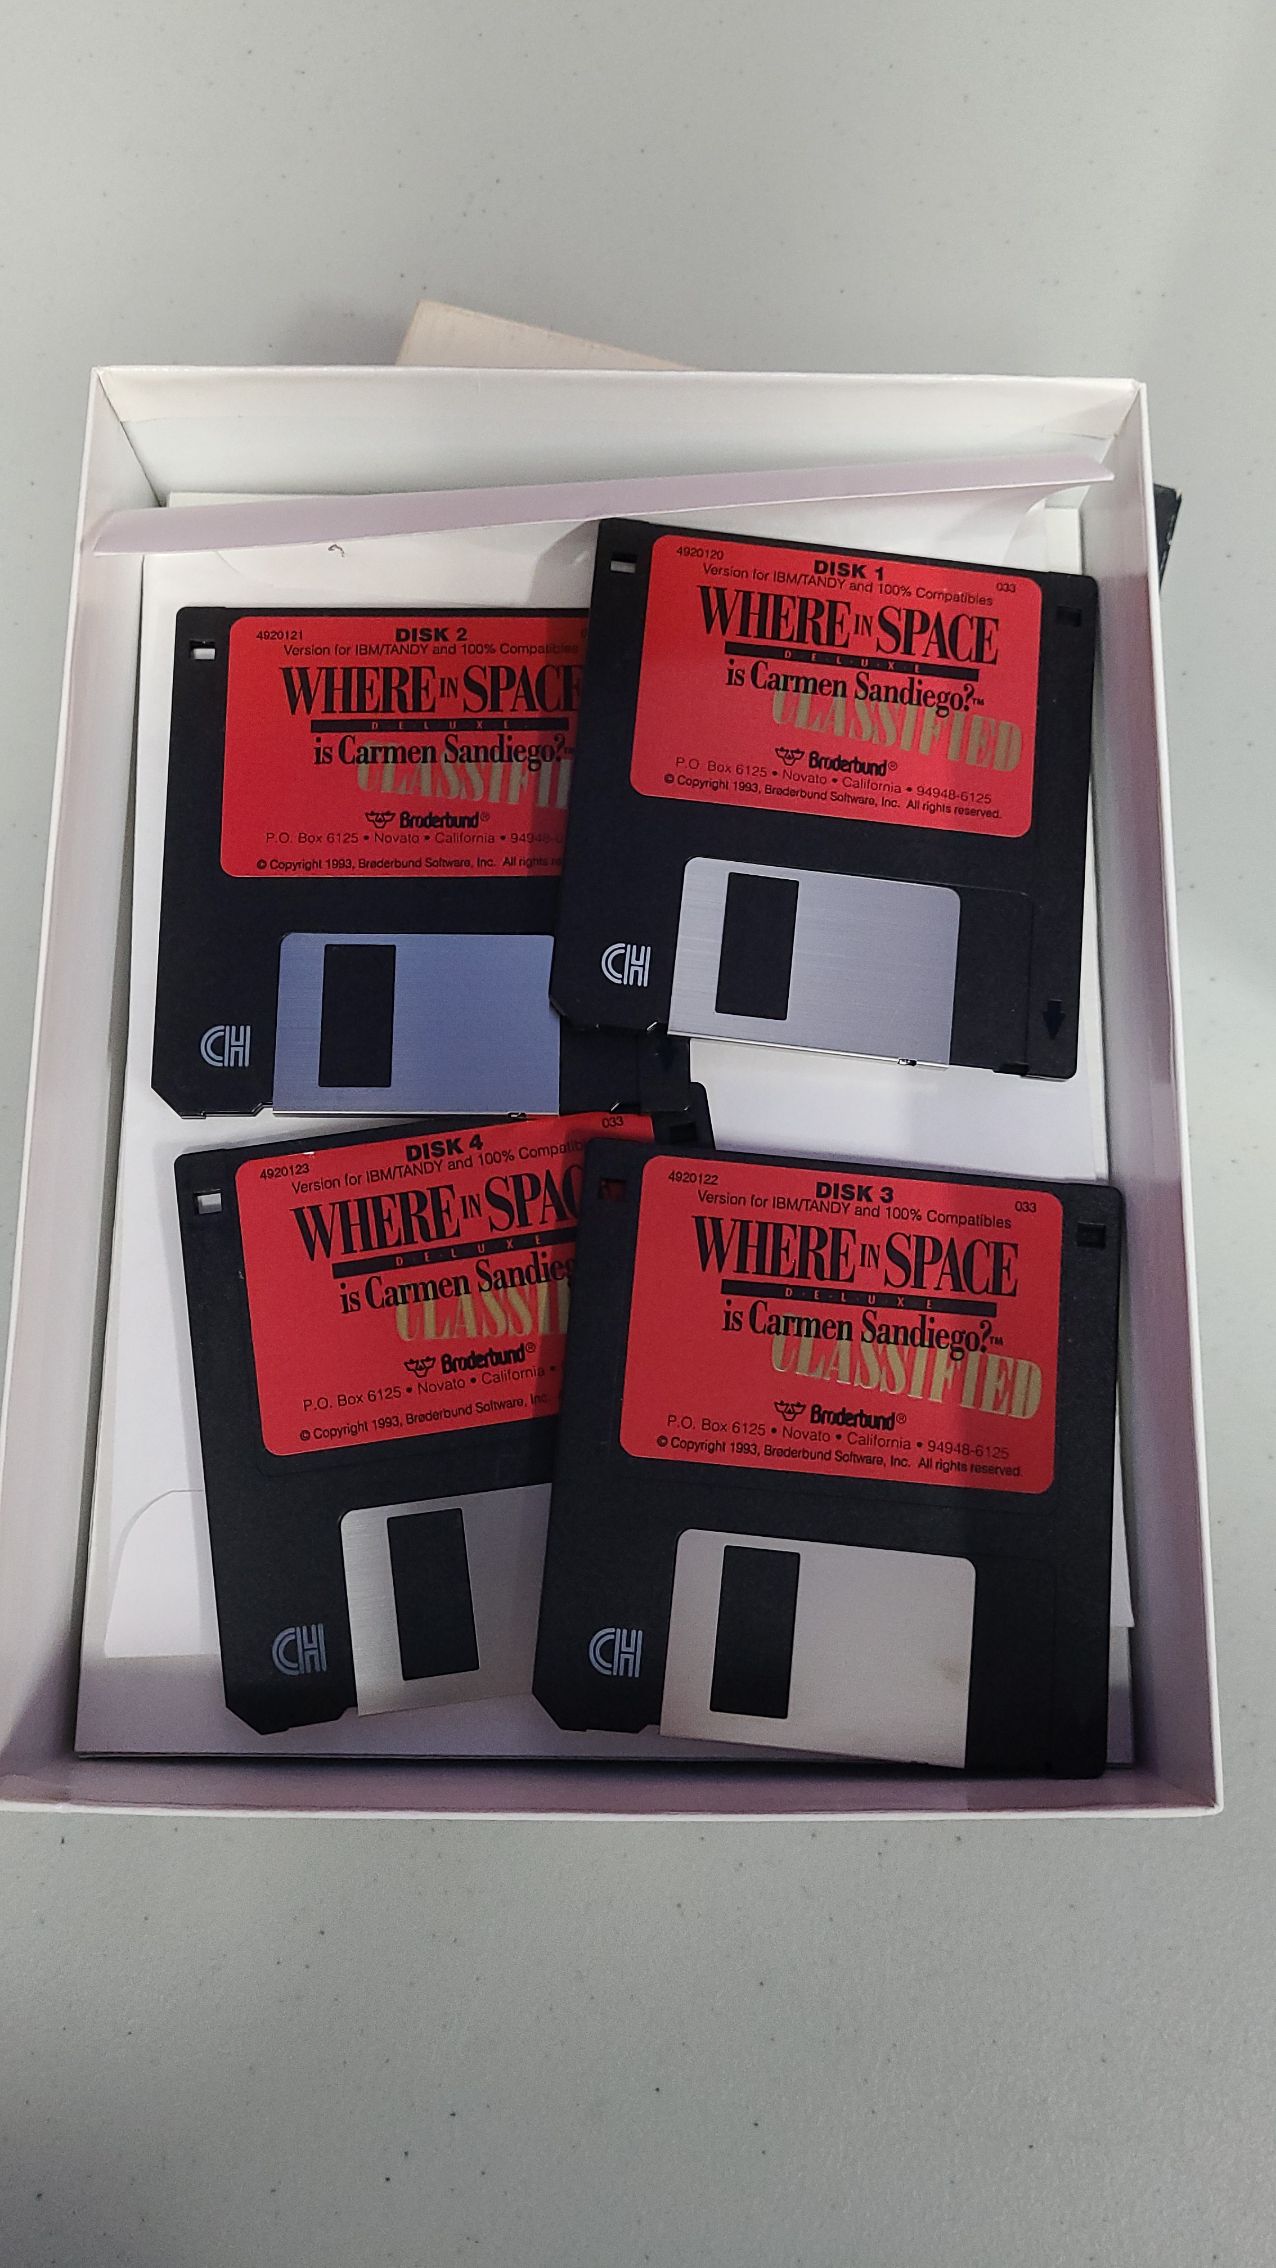 4920120
DISK 1
033
Version for IBM/TANDY and 100% Compatibles
WHERE IN SPACE
D·E·L·U·X·E
is Carmen Sandiego?™
CLASSIFIED
Brøderbund®
P.O. Box 6125 • Novato • California • 94948-6125
© Copyright 1993, Brøderbund Software, Inc. All rights reserved.
CH
4920121
DISK 2
Version for IBM/TANDY and 100% Compatibles
WHERE IN SPACE
D·E·L·U·X·E
is Carmen Sandiego?™
Brøderbund®
P.O. Box 6125 • Novato • California •
© Copyright 1993, Brøderbund Software, Inc. All rights
CH
4920123
DISK 4
033
Version for IBM/TANDY and 100%
WHERE IN
D·E·L·U·X·E
is Carmen
Brøderbund®
P.O. Box 6125 • Novato • California •
© Copyright 1993, Brøderbund Software, Inc.
CH
4920122
DISK 3
033
Version for IBM/TANDY and 100% Compatibles
WHERE IN SPACE
D·E·L·U·X·E
is Carmen Sandiego?™
CLASSIFIED
Brøderbund®
P.O. Box 6125 • Novato • California • 94948-6125
© Copyright 1993, Brøderbund Software, Inc. All rights reserved.
CH